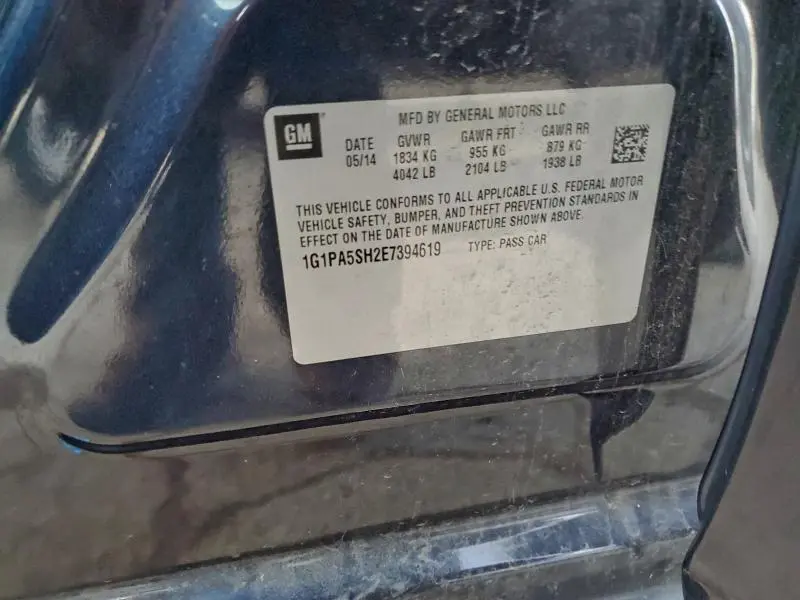 GM
MFD BY GENERAL MOTORS LLC
DATE GVWR GAWR FRT GAWR RR
05/14 1834 KG 955 KG 879 KG
4042 LB 2104 LB 1938 LB
THIS VEHICLE CONFORMS TO ALL APPLICABLE U.S. FEDERAL MOTOR
VEHICLE SAFETY, BUMPER, AND THEFT PREVENTION STANDARDS IN
EFFECT ON THE DATE OF MANUFACTURE SHOWN ABOVE.
1G1PA5SH2E7394619 TYPE: PASS CAR